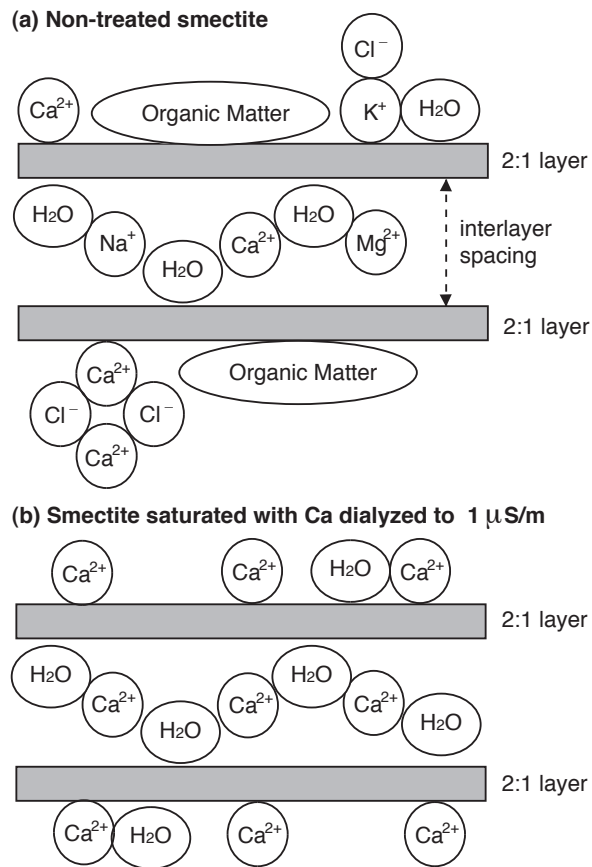 (a) Non-treated smectite
Cl⁻
Ca²⁺ Organic Matter K⁺ H₂O
2:1 layer
H₂O Na⁺ H₂O Ca²⁺ H₂O Mg²⁺
interlayer
spacing
2:1 layer
Ca²⁺ Organic Matter
Cl⁻ Cl⁻
Ca²⁺
(b) Smectite saturated with Ca dialyzed to 1 μS/m
Ca²⁺ Ca²⁺ H₂O Ca²⁺
2:1 layer
H₂O Ca²⁺ H₂O Ca²⁺ H₂O Ca²⁺ H₂O
2:1 layer
Ca²⁺ H₂O Ca²⁺ Ca²⁺